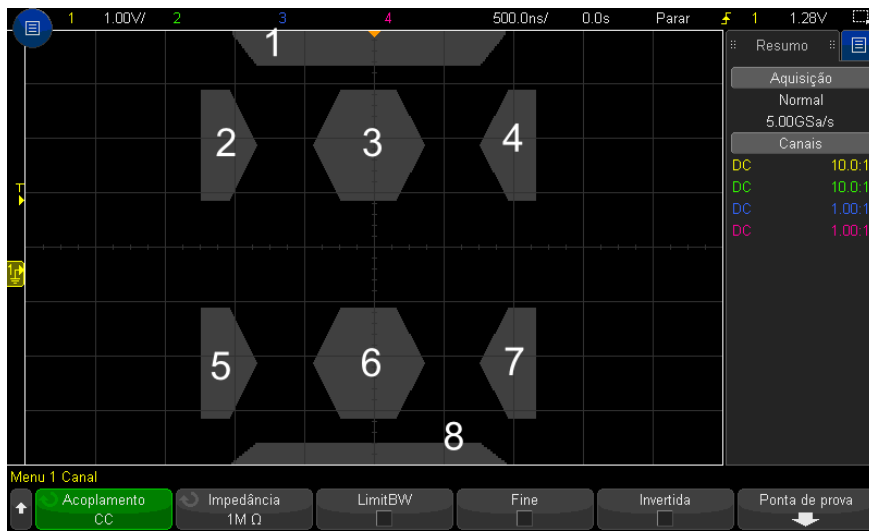 1 1.00V/ 2 3 4 500.0ns/ 0.0s Parar 1 1.28V
Resumo
Aquisição
Normal
5.00GSa/s
Canais
DC 10.0:1
DC 10.0:1
DC 1.00:1
DC 1.00:1
1
2 3 4
T
1
5 6 7
8
Menu 1 Canal
Acoplamento
CC
Impedância
1M Ω
LimitBW
Fine
Invertida
Ponta de prova